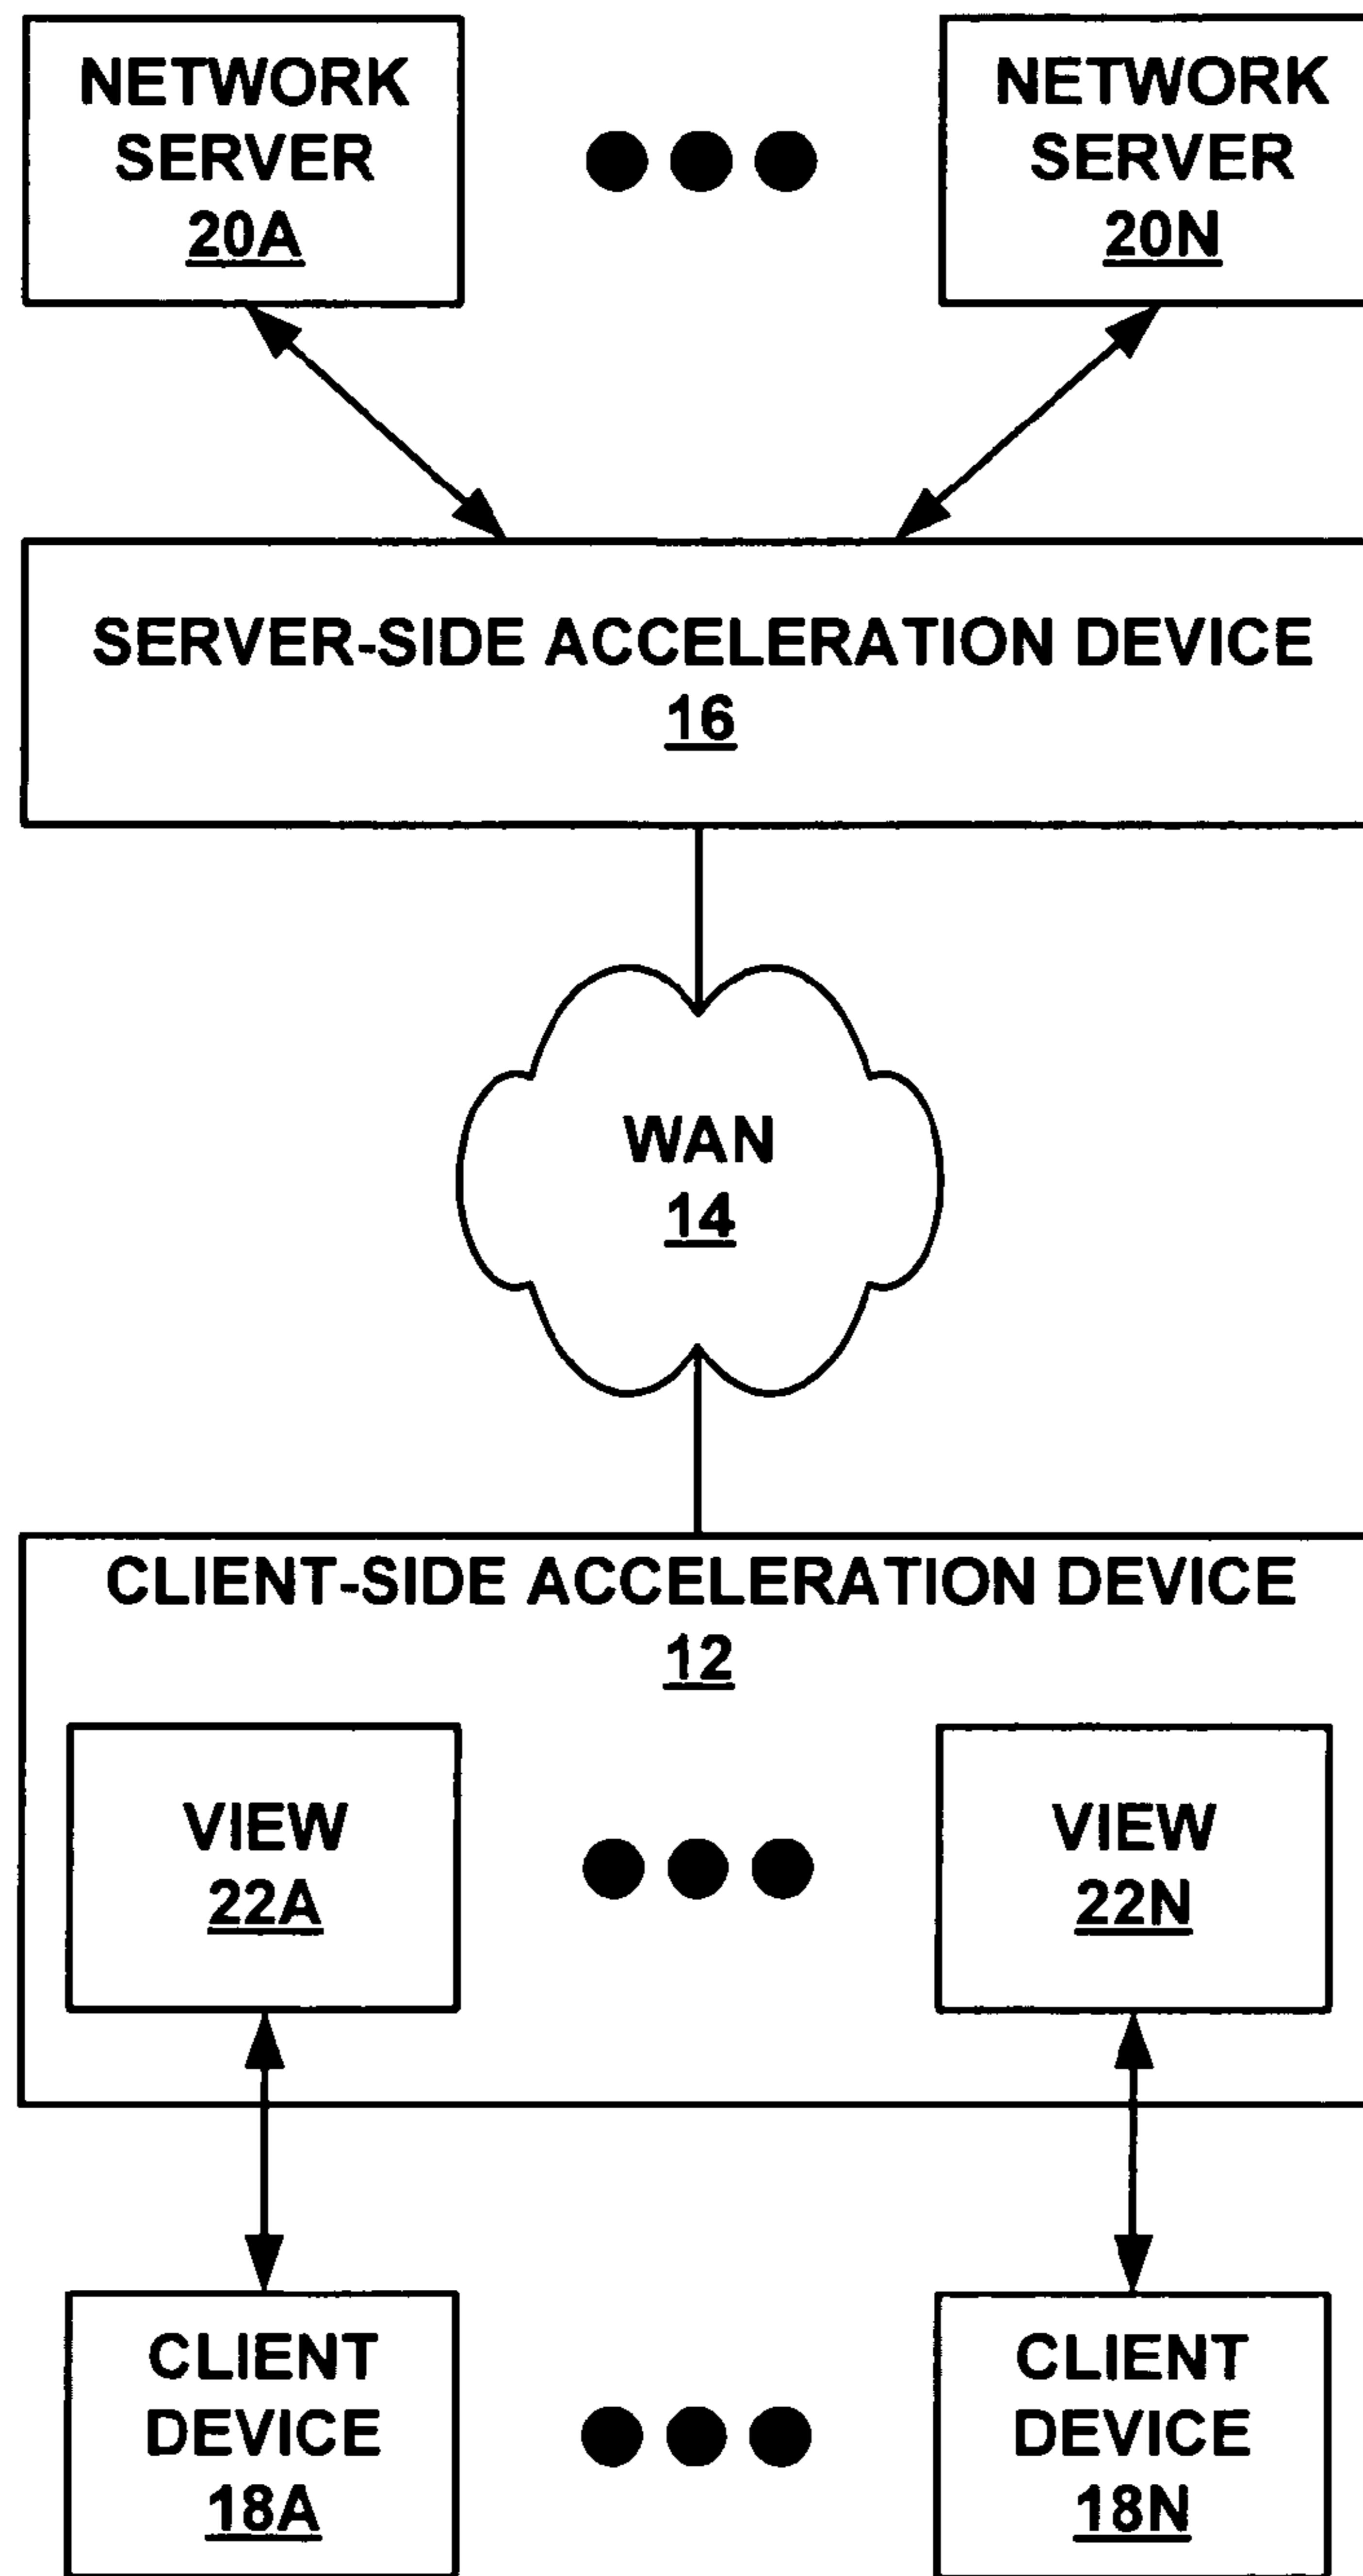 NETWORK
SERVER
20A
NETWORK
SERVER
20N
SERVER-SIDE ACCELERATION DEVICE
16
WAN
14
CLIENT-SIDE ACCELERATION DEVICE
12
VIEW
22A
VIEW
22N
CLIENT
DEVICE
18A
CLIENT
DEVICE
18N